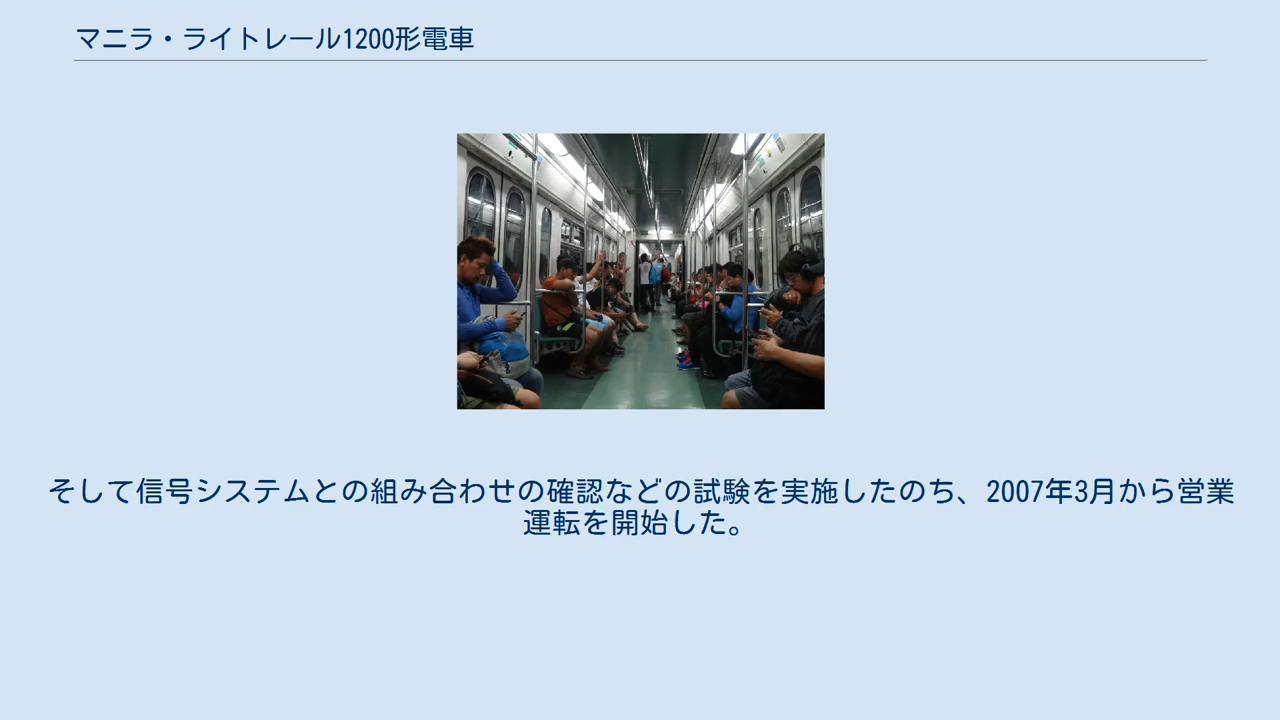 マニラ・ライトレール1200形電車
そして信号システムとの組み合わせの確認などの試験を実施したのち、2007年3月から営業
運転を開始した。